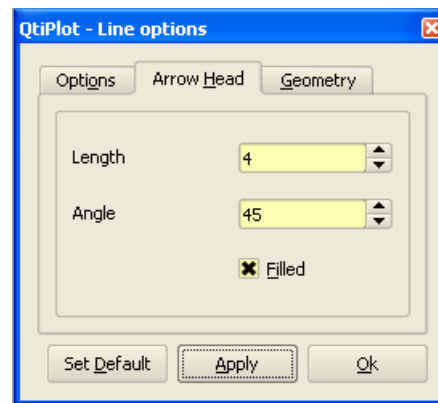 QtiPlot - Line options
Options Arrow Head Geometry
Length 4
Angle 45
Filled
Set Default Apply Ok